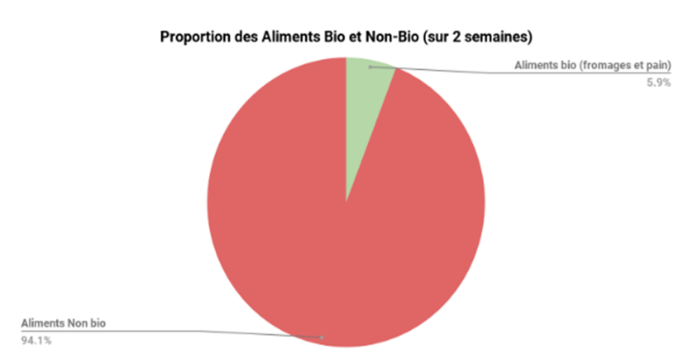 Proportion des Aliments Bio et Non-Bio (sur 2 semaines)
Aliments bio (fromages et pain)
5.9%
Aliments Non bio
94.1%